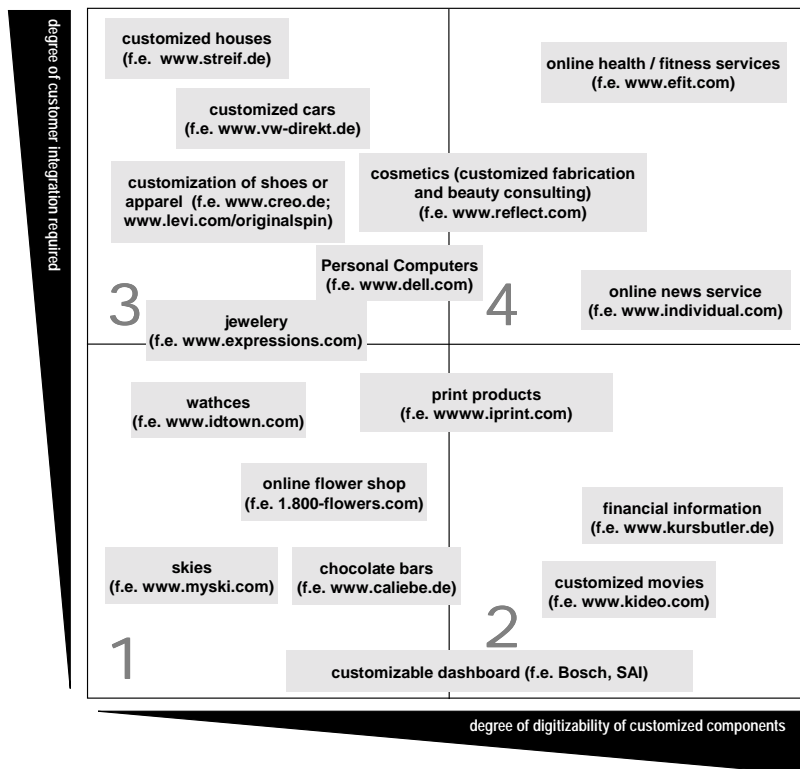 degree of customer integration required
customized houses
(f.e. www.streif.de)
online health / fitness services
(f.e. www.efit.com)
customized cars
(f.e. www.vw-direkt.de)
customization of shoes or
apparel (f.e. www.creo.de;
www.levi.com/originalspin)
cosmetics (customized fabrication
and beauty consulting)
(f.e. www.reflect.com)
Personal Computers
(f.e. www.dell.com)
3
4
online news service
(f.e. www.individual.com)
jewelery
(f.e. www.expressions.com)
wathces
(f.e. www.idtown.com)
print products
(f.e. wwww.iprint.com)
online flower shop
(f.e. 1.800-flowers.com)
financial information
(f.e. www.kursbutler.de)
skies
(f.e. www.myski.com)
chocolate bars
(f.e. www.caliebe.de)
customized movies
(f.e. www.kideo.com)
1
2
customizable dashboard (f.e. Bosch, SAI)
degree of digitizability of customized components